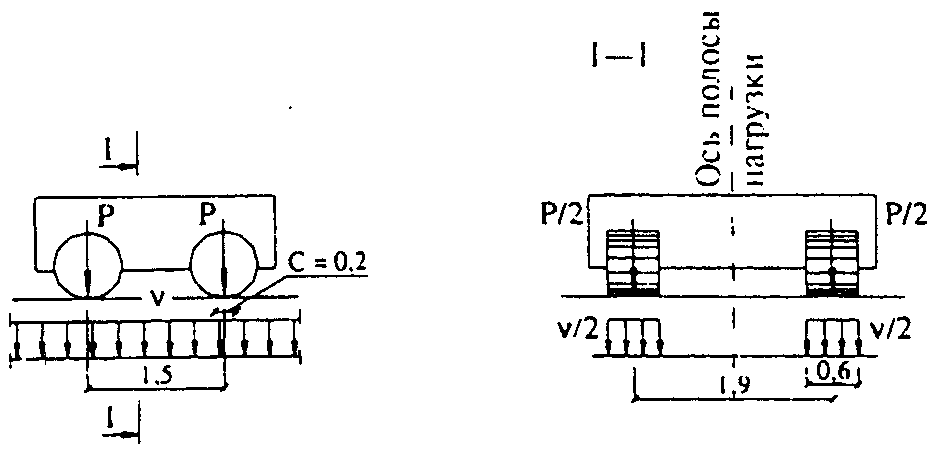 I
P
P
C = 0,2
v
1,5
I
I — I
Ось полосы
нагрузки
P/2
P/2
v/2
v/2
0,6
1,9